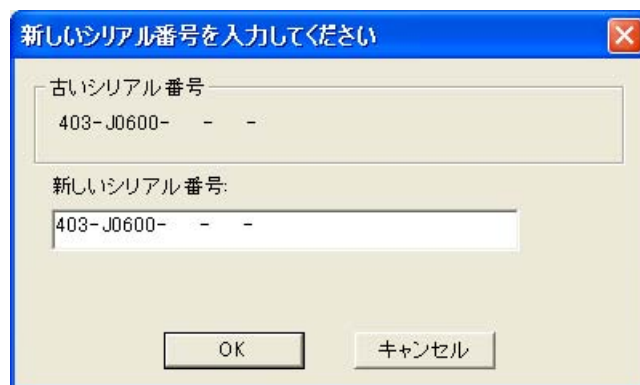 新しいシリアル番号を入力してください
古いシリアル番号
403-J0600-   -   -
新しいシリアル番号:
403-J0600-   -   -
OK キャンセル